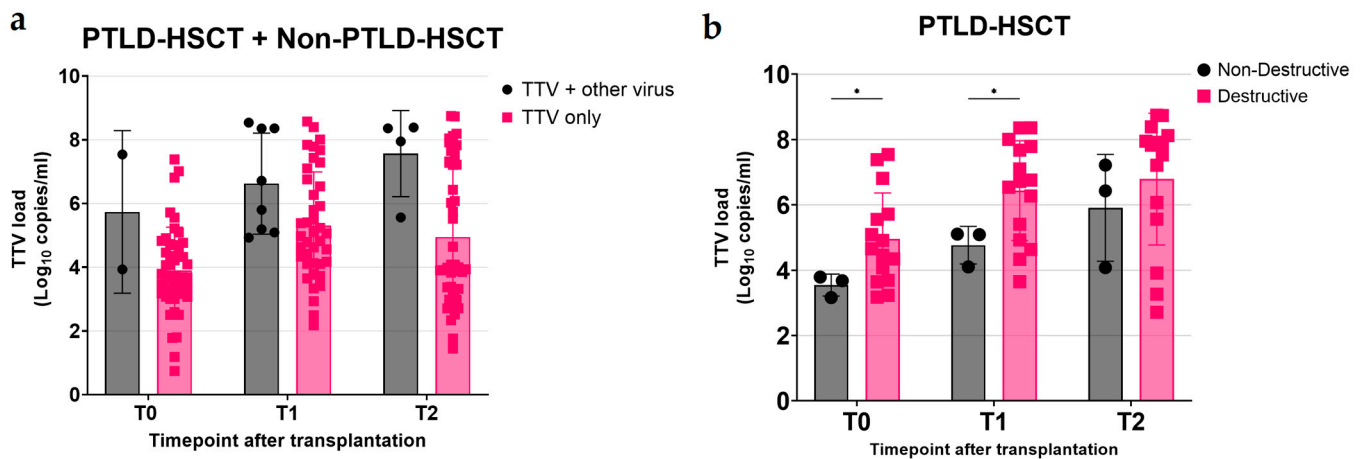 a
PTLD-HSCT + Non-PTLD-HSCT
10
8
6
4
2
0
TTV load
(Log₁₀ copies/ml)
TTV + other virus
TTV only
T0 T1 T2
Timepoint after transplantation
b
PTLD-HSCT
10
8
6
4
2
0
TTV load
(Log₁₀ copies/ml)
* *
Non-Destructive
Destructive
T0 T1 T2
Timepoint after transplantation